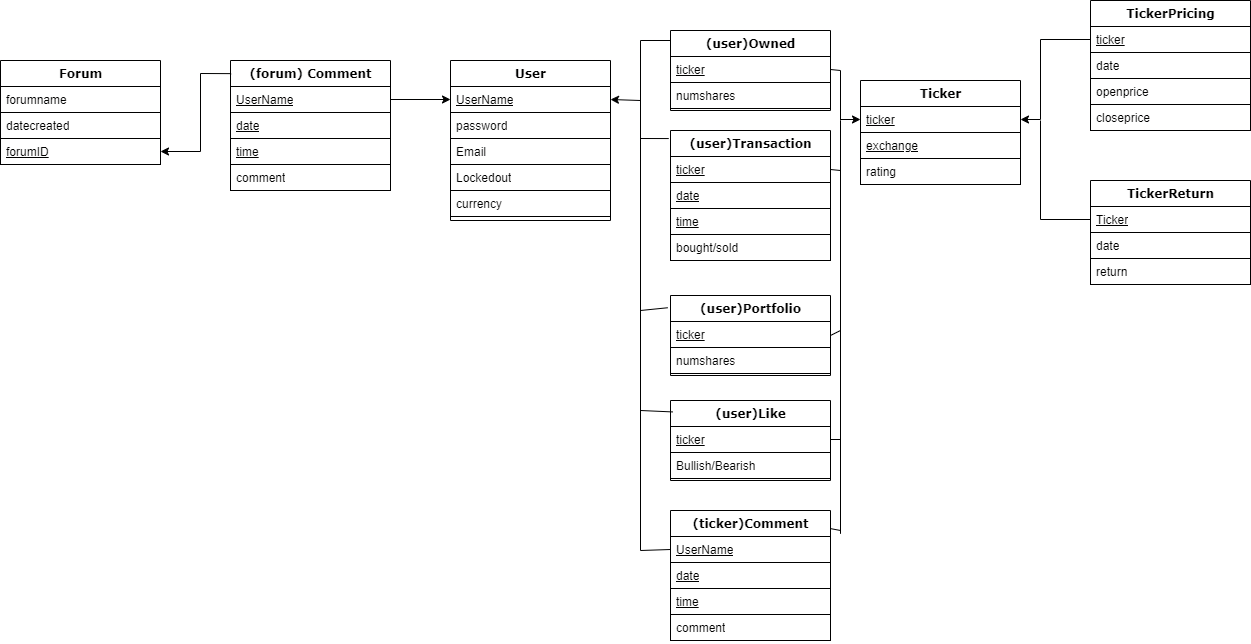 Forum
forumname
datecreated
forumID
(forum) Comment
UserName
date
time
comment
User
UserName
password
Email
Lockedout
currency
(user)Owned
ticker
numshares
(user)Transaction
ticker
date
time
bought/sold
(user)Portfolio
ticker
numshares
(user)Like
ticker
Bullish/Bearish
(ticker)Comment
UserName
date
time
comment
Ticker
ticker
exchange
rating
TickerPricing
ticker
date
openprice
closeprice
TickerReturn
Ticker
date
return